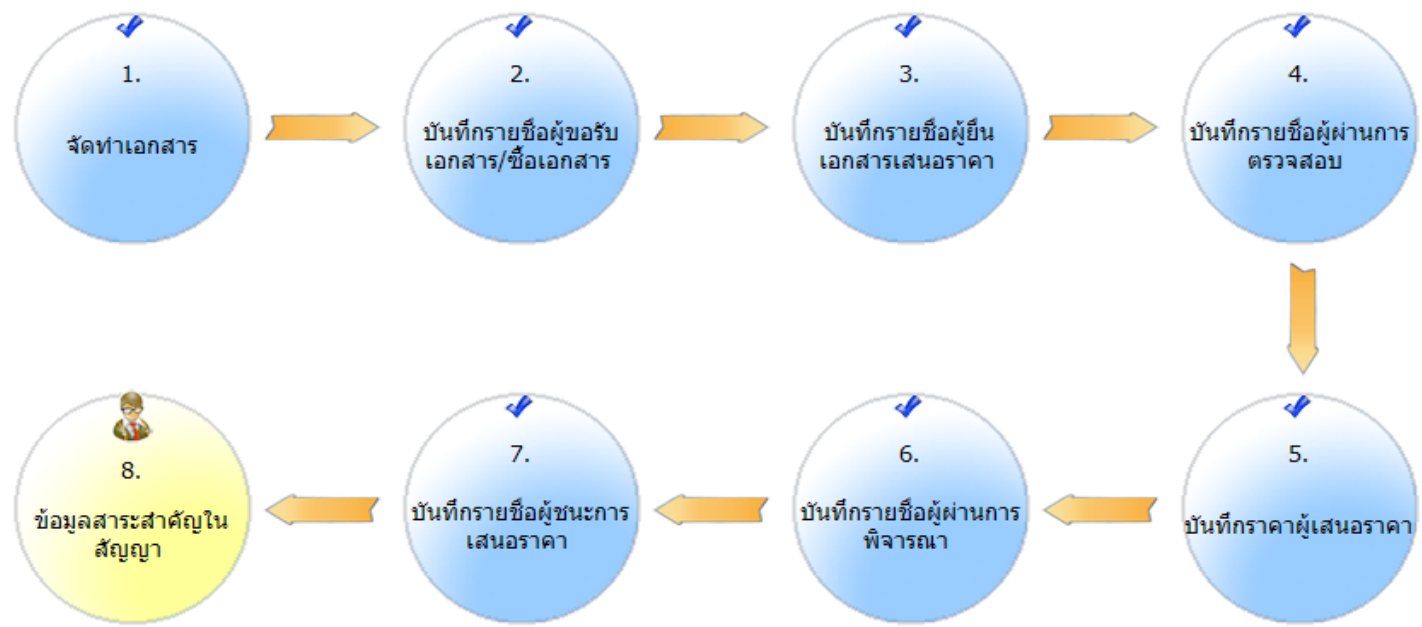 1.
จัดทำเอกสาร
2.
บันทึกรายชื่อผู้ขอรับ
เอกสาร/ซื้อเอกสาร
3.
บันทึกรายชื่อผู้ยื่น
เอกสารเสนอราคา
4.
บันทึกรายชื่อผู้ผ่านการ
ตรวจสอบ
5.
บันทึกราคาผู้เสนอราคา
6.
บันทึกรายชื่อผู้ผ่านการ
พิจารณา
7.
บันทึกรายชื่อผู้ชนะการ
เสนอราคา
8.
ข้อมูลสาระสำคัญใน
สัญญา